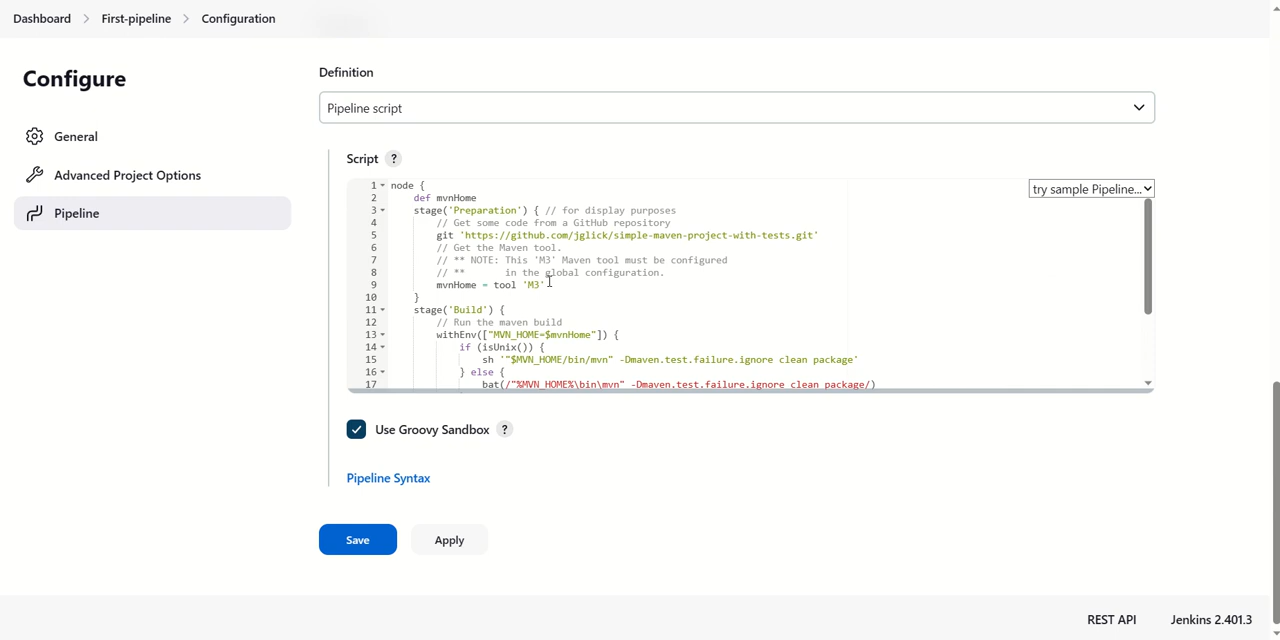 Dashboard > First-pipeline > Configuration
Configure
General
Advanced Project Options
Pipeline
Definition
Pipeline script
Script ?
try sample Pipeline...
1 node {
2 def mvnHome
3 stage('Preparation') { // for display purposes
4 // Get some code from a GitHub repository
5 git 'https://github.com/jglick/simple-maven-project-with-tests.git'
6 // Get the Maven tool.
7 // ** NOTE: This 'M3' Maven tool must be configured
8 // ** in the global configuration.
9 mvnHome = tool 'M3'
10 }
11 stage('Build') {
12 // Run the maven build
13 withEnv(["MVN_HOME=$mvnHome"]) {
14 if (isUnix()) {
15 sh '"$MVN_HOME/bin/mvn" -Dmaven.test.failure.ignore clean package'
16 } else {
17 bat(/"%MVN_HOME%\bin\mvn" -Dmaven.test.failure.ignore clean package/)
Use Groovy Sandbox ?
Pipeline Syntax
Save
Apply
REST API
Jenkins 2.401.3